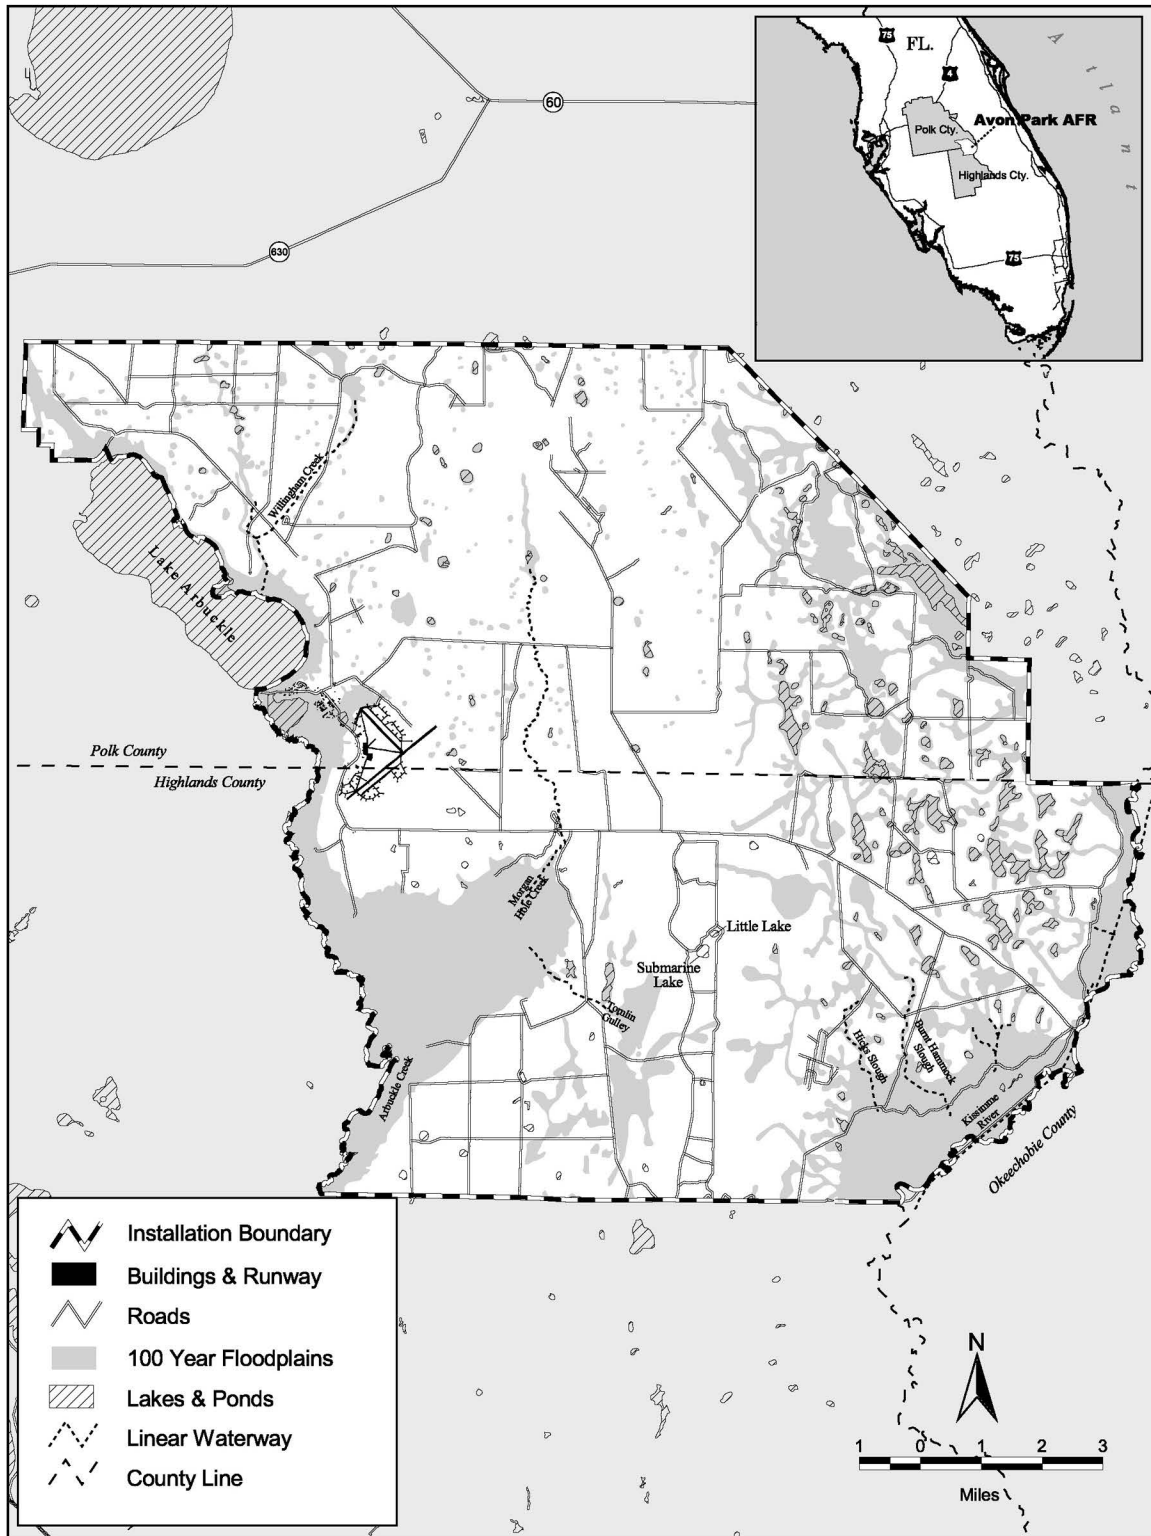 75
FL.
4
Atlant
Avon Park AFR
Polk Cty.
Highlands Cty.
75
60
630
Willingham Creek
Lake Arbuckle
Polk County
Highlands County
Morgan
Hole Creek
Little Lake
Submarine
Lake
Tomlin
Gulley
Hicks Slough
Burnt Hammock
Slough
Arbuckle Creek
Kissimme
River
Okeechobie County
Installation Boundary
Buildings & Runway
Roads
100 Year Floodplains
Lakes & Ponds
Linear Waterway
County Line
N
1 0 1 2 3
Miles